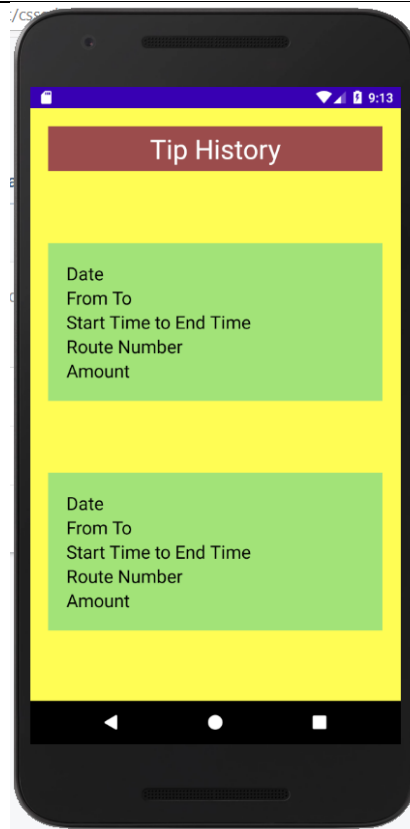 9:13
Tip History
Date
From To
Start Time to End Time
Route Number
Amount
Date
From To
Start Time to End Time
Route Number
Amount